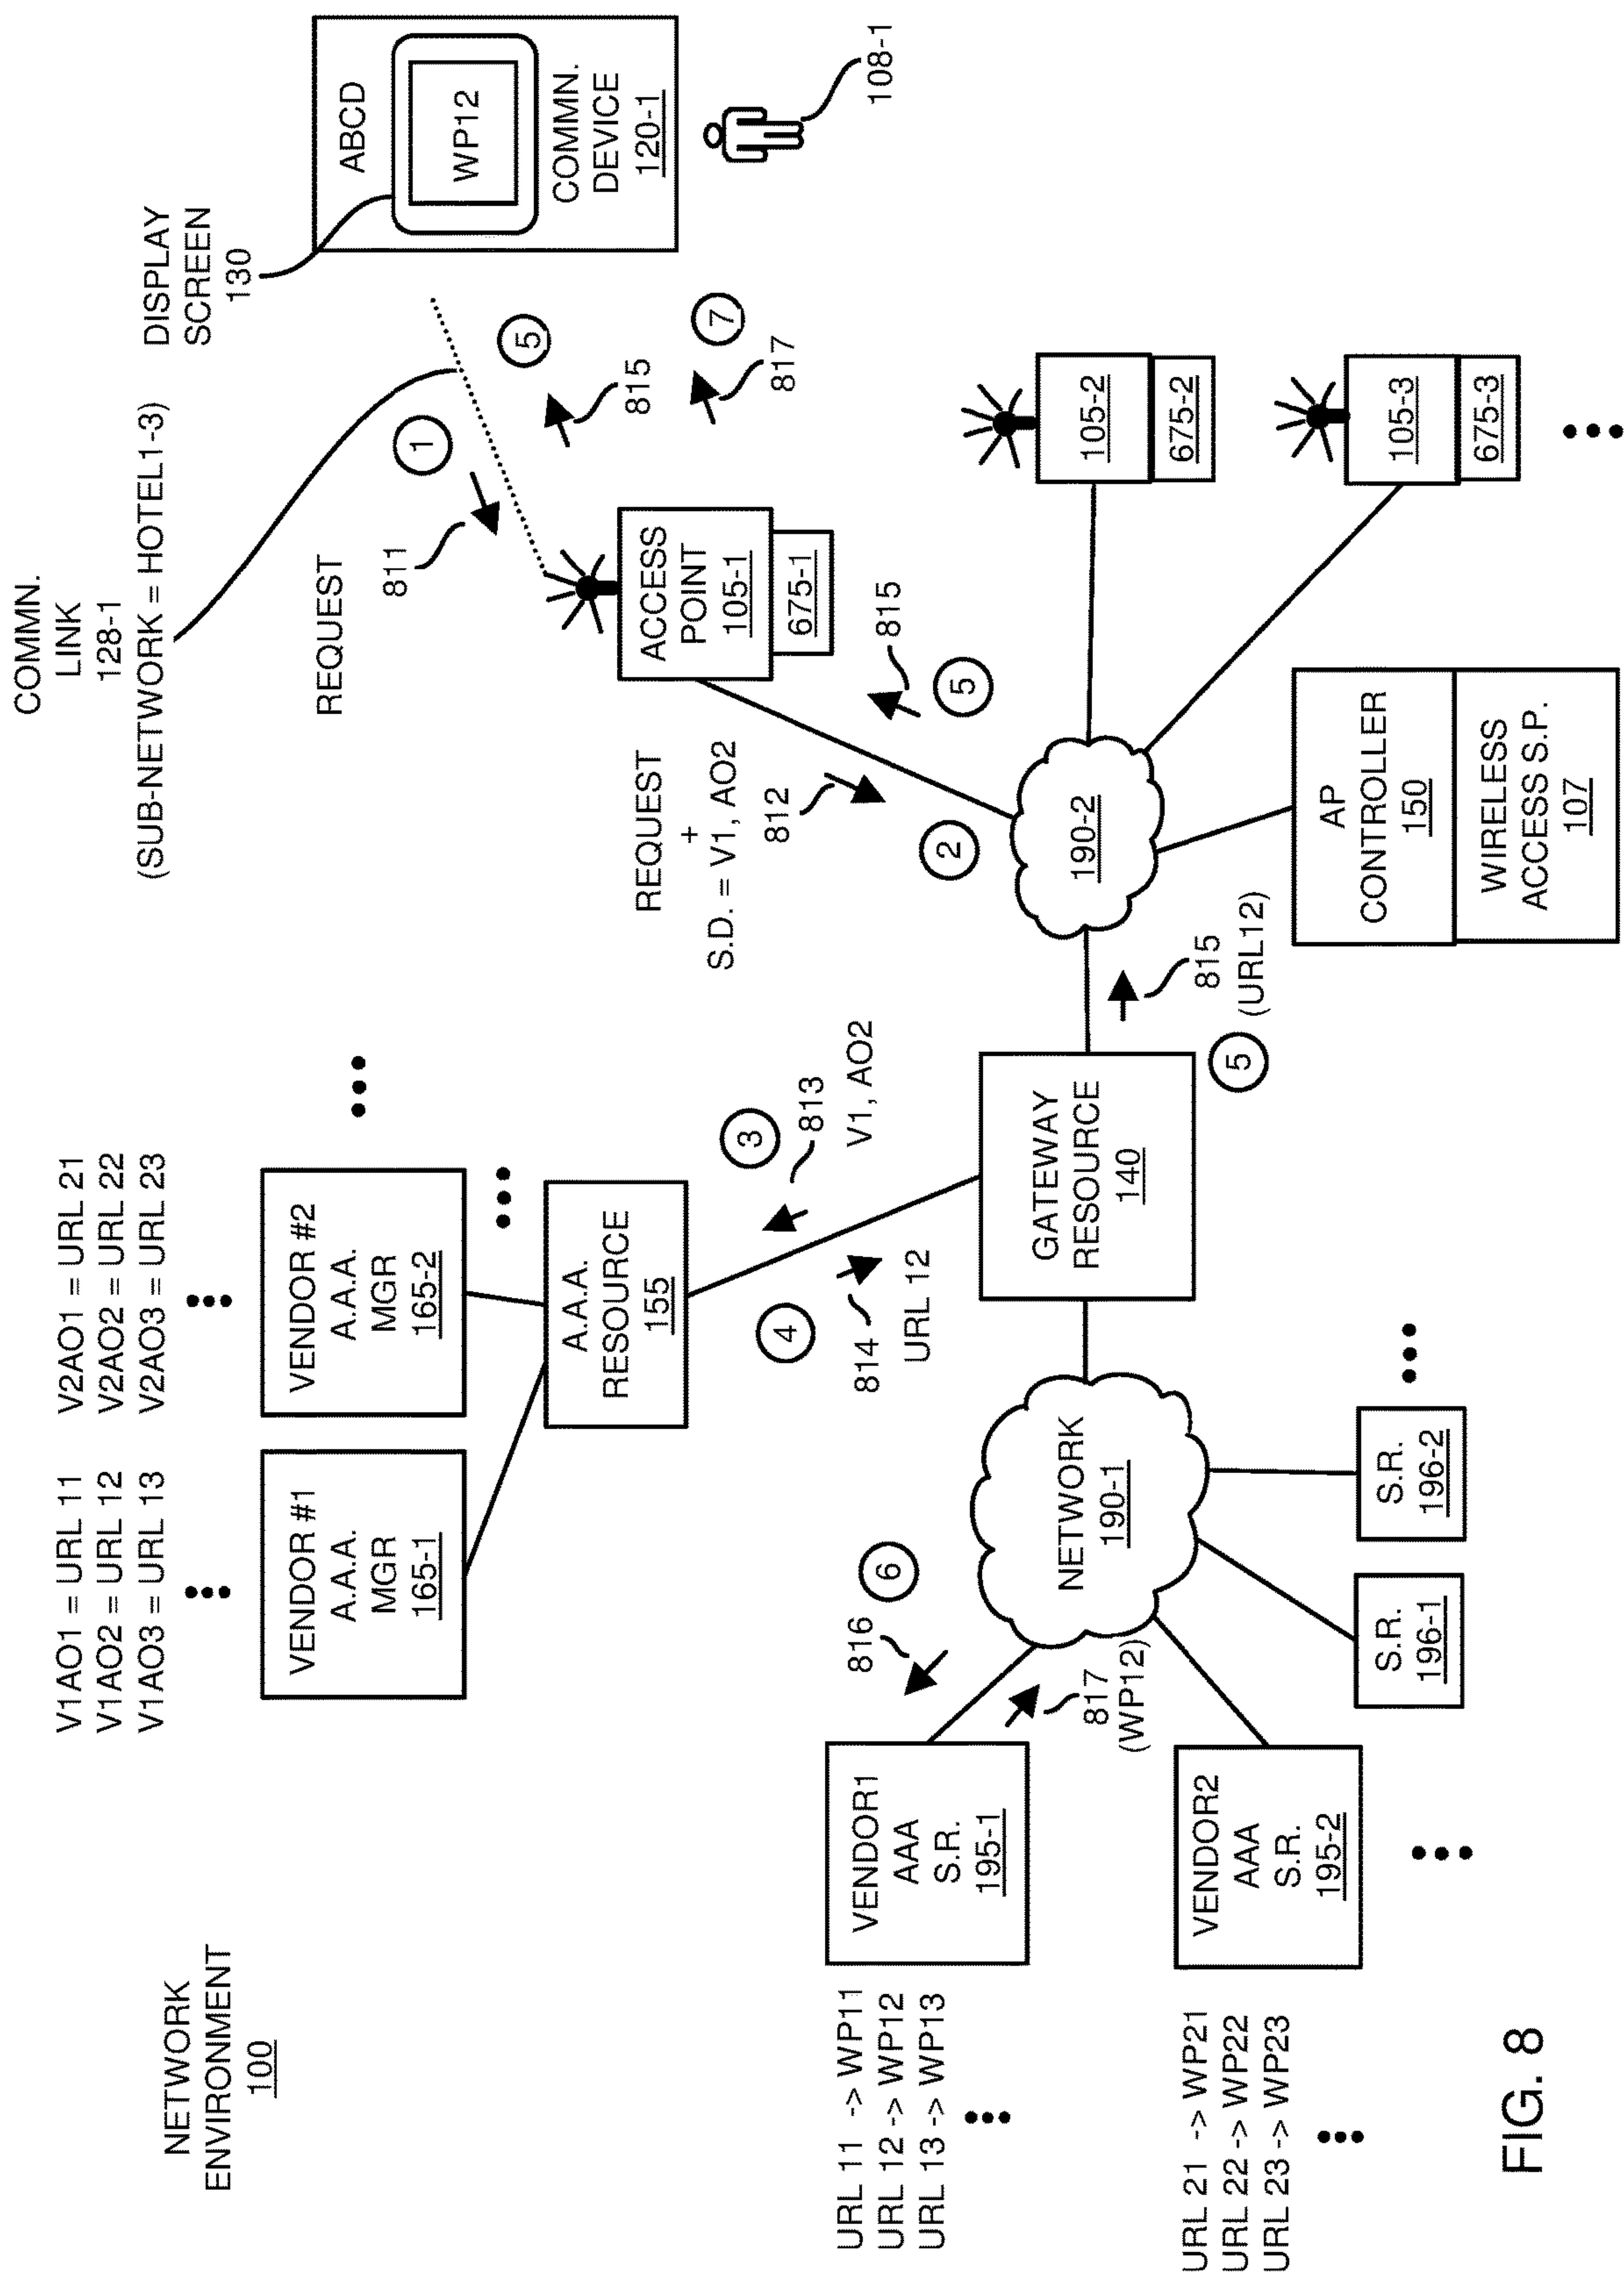 NETWORK
ENVIRONMENT
100
V1AO1 = URL 11
V1AO2 = URL 12
V1AO3 = URL 13
V2AO1 = URL 21
V2AO2 = URL 22
V2AO3 = URL 23
VENDOR #1
A.A.A.
MGR
165-1
VENDOR #2
A.A.A.
MGR
165-2
A.A.A.
RESOURCE
155
COMMN.
LINK
128-1
(SUB-NETWORK = HOTEL1-3)
DISPLAY
SCREEN
130
ABCD
WP12
COMMN.
DEVICE
120-1
108-1
REQUEST
811
1
5
815
7
817
ACCESS
POINT
105-1
675-1
REQUEST
+
S.D. = V1, AO2
812
2
815
5
3
813
V1, AO2
4
814
URL 12
GATEWAY
RESOURCE
140
5
815
(URL12)
190-2
105-2
675-2
105-3
675-3
AP
CONTROLLER
150
WIRELESS
ACCESS S.P.
107
NETWORK
190-1
6
816
817
(WP12)
VENDOR1
AAA
S.R.
195-1
VENDOR2
AAA
S.R.
195-2
S.R.
196-1
S.R.
196-2
URL 11 -> WP11
URL 12 -> WP12
URL 13 -> WP13
URL 21 -> WP21
URL 22 -> WP22
URL 23 -> WP23
FIG. 8